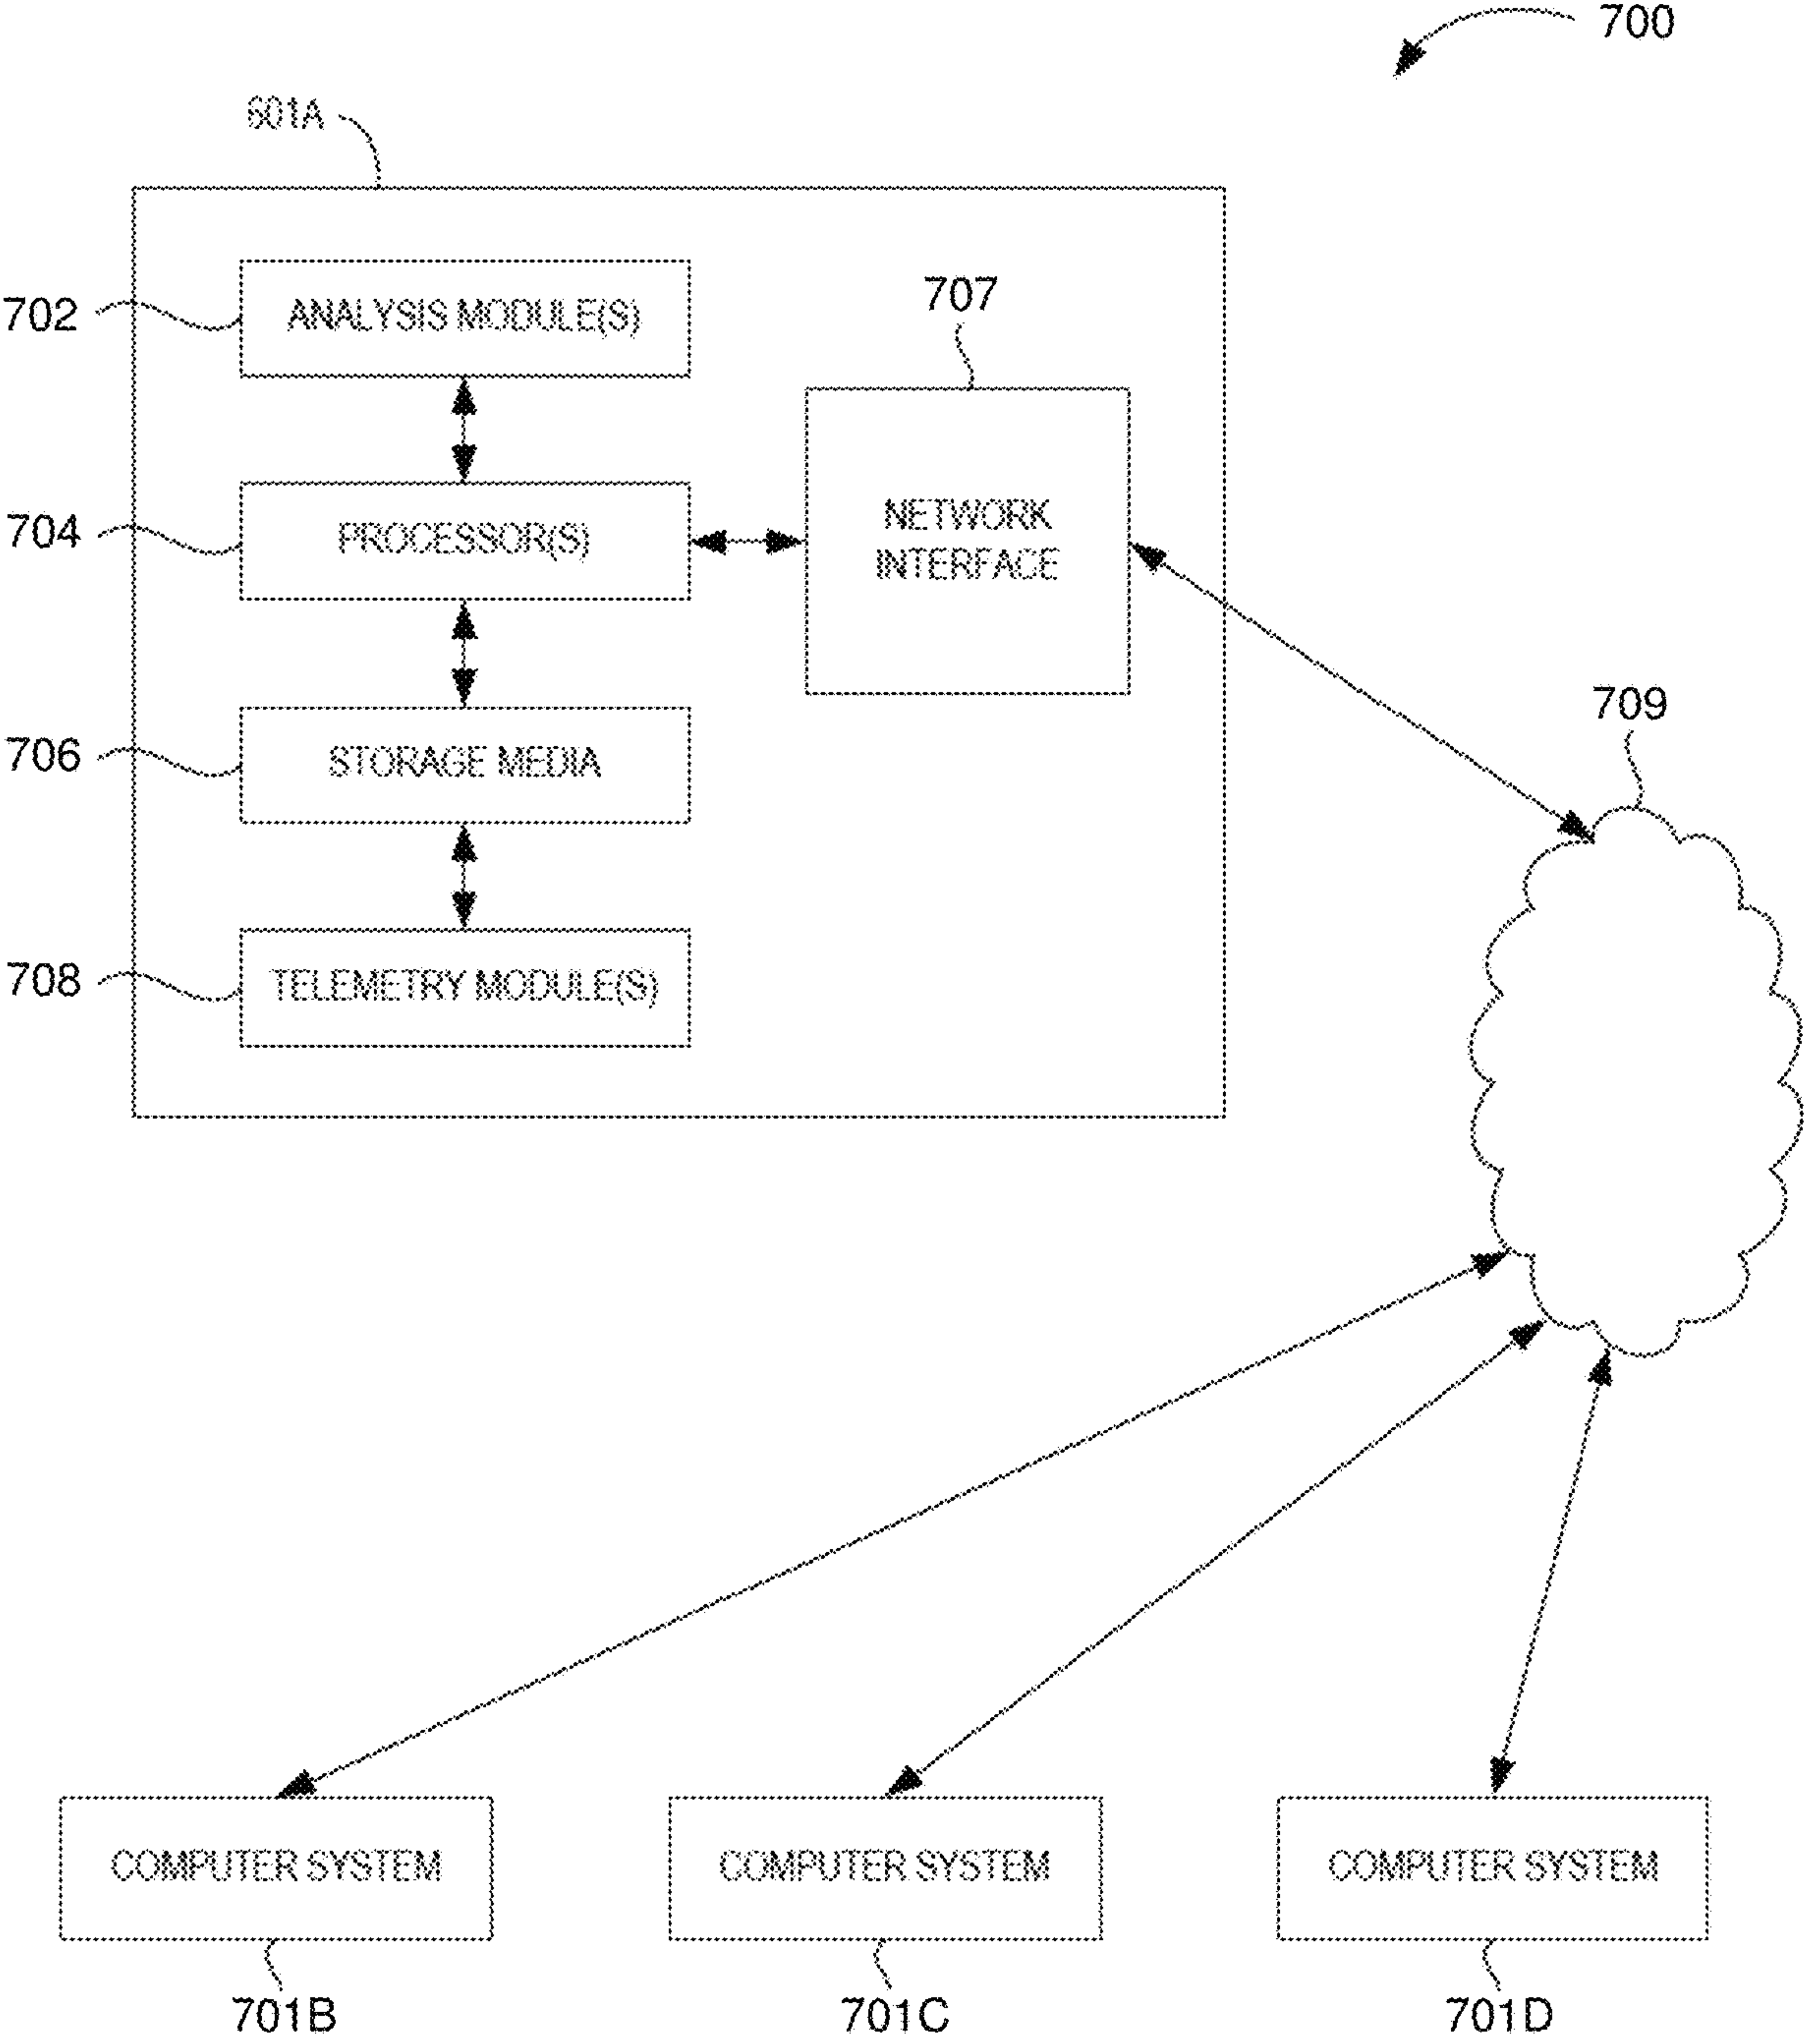 700
601A
702
ANALYSIS MODULE(S)
707
704
PROCESSOR(S)
NETWORK
INTERFACE
709
706
STORAGE MEDIA
708
TELEMETRY MODULE(S)
COMPUTER SYSTEM
COMPUTER SYSTEM
COMPUTER SYSTEM
701B
701C
701D